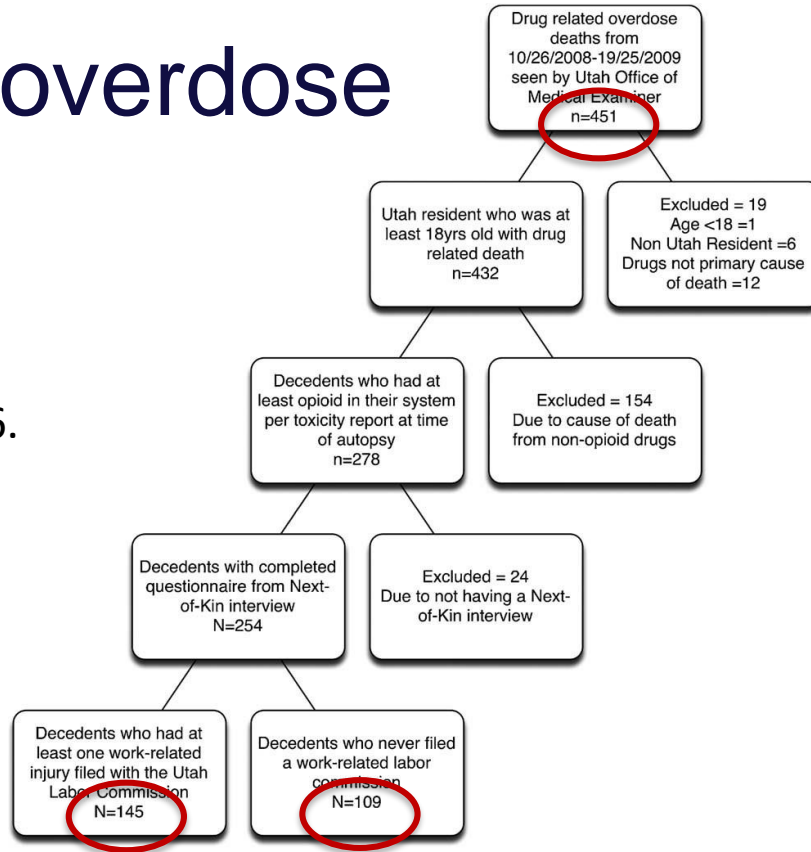 overdose
6.
Drug related overdose
deaths from
10/26/2008-19/25/2009
seen by Utah Office of
Medical Examiner
n=451
Utah resident who was at
least 18yrs old with drug
related death
n=432
Excluded = 19
Age <18 =1
Non Utah Resident =6
Drugs not primary cause
of death =12
Decedents who had at
least opioid in their system
per toxicity report at time
of autopsy
n=278
Excluded = 154
Due to cause of death
from non-opioid drugs
Decedents with completed
questionnaire from Next-
of-Kin interview
N=254
Excluded = 24
Due to not having a Next-
of-Kin interview
Decedents who had at
least one work-related
injury filed with the Utah
Labor Commission
N=145
Decedents who never filed
a work-related labor
commission
N=109